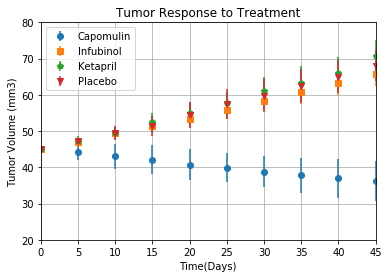 Tumor Response to Treatment
Capomulin
Infubinol
Ketapril
Placebo
Tumor Volume (mm3)
80
70
60
50
40
30
20
0 5 10 15 20 25 30 35 40 45
Time(Days)